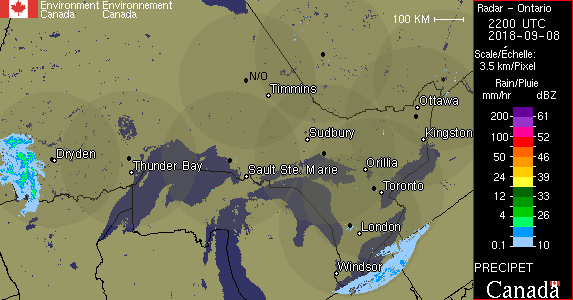 Environment Environnement
Canada Canada
100 KM
N/O
Timmins
Ottawa
Sudbury
Kingston
Dryden
Thunder Bay
Sault Ste. Marie
Orillia
Toronto
London
Windsor
Radar - Ontario
2200 UTC
2018-09-08
Scale/Échelle:
3.5 km/Pixel
Rain/Pluie
mm/hr dBZ
200 61
100 52
50 46
24 39
12 33
4 26
0.1 10
PRECIPET
Canada